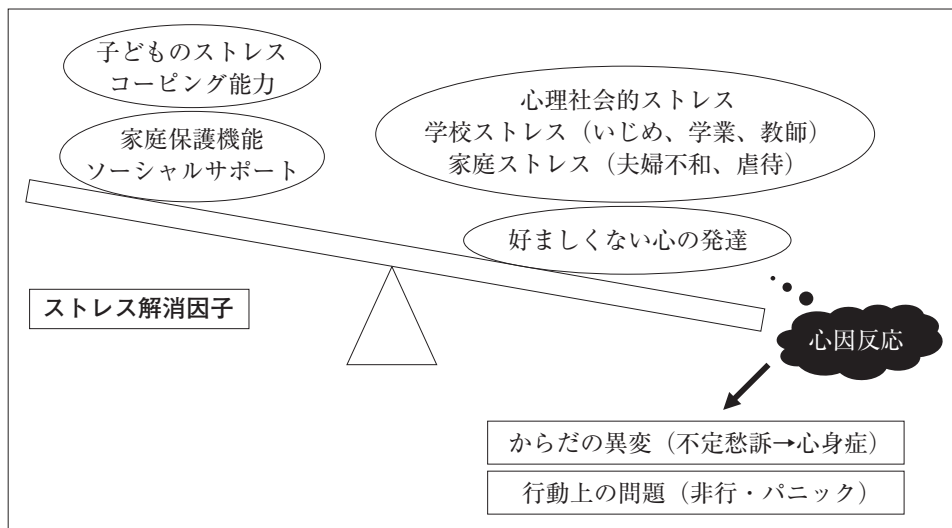 子どものストレス
コーピング能力
家庭保護機能
ソーシャルサポート
心理社会的ストレス
学校ストレス（いじめ、学業、教師）
家庭ストレス（夫婦不和、虐待）
好ましくない心の発達
ストレス解消因子
心因反応
からだの異変（不定愁訴→心身症）
行動上の問題（非行・パニック）